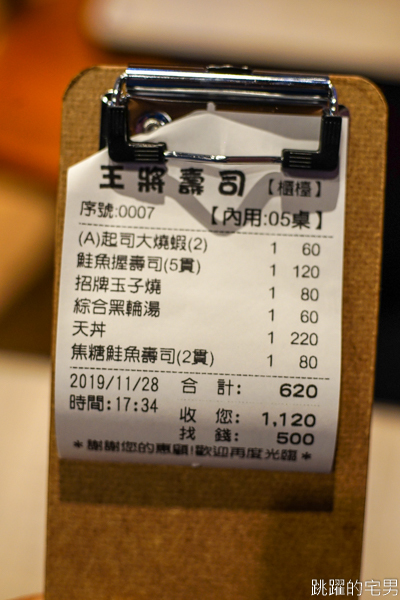 王將壽司【櫃檯】
序號:0007 【內用:05桌】
(A)起司大燒蝦(2) 1 60
鮭魚握壽司(5貫) 1 120
招牌玉子燒 1 80
綜合黑輪湯 1 60
天丼 1 220
焦糖鮭魚壽司(2貫) 1 80
2019/11/28 合 計: 620
時間:17:34 收 您: 1,120
找 錢: 500
*謝謝您的惠顧!歡迎再度光臨*
跳躍的宅男